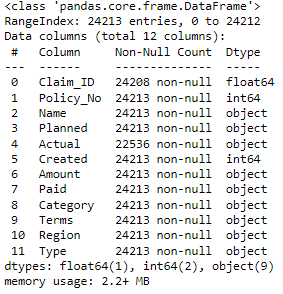 <class 'pandas.core.frame.DataFrame'>
RangeIndex: 24213 entries, 0 to 24212
Data columns (total 12 columns):
 #   Column     Non-Null Count  Dtype
---  ------     --------------  -----
 0   Claim_ID   24208 non-null  float64
 1   Policy_No  24213 non-null  int64
 2   Name       24213 non-null  object
 3   Planned    24213 non-null  object
 4   Actual     22536 non-null  object
 5   Created    24213 non-null  int64
 6   Amount     24213 non-null  object
 7   Paid       24213 non-null  object
 8   Category   24213 non-null  object
 9   Terms      24213 non-null  object
 10  Region     24213 non-null  object
 11  Type       24213 non-null  object
dtypes: float64(1), int64(2), object(9)
memory usage: 2.2+ MB